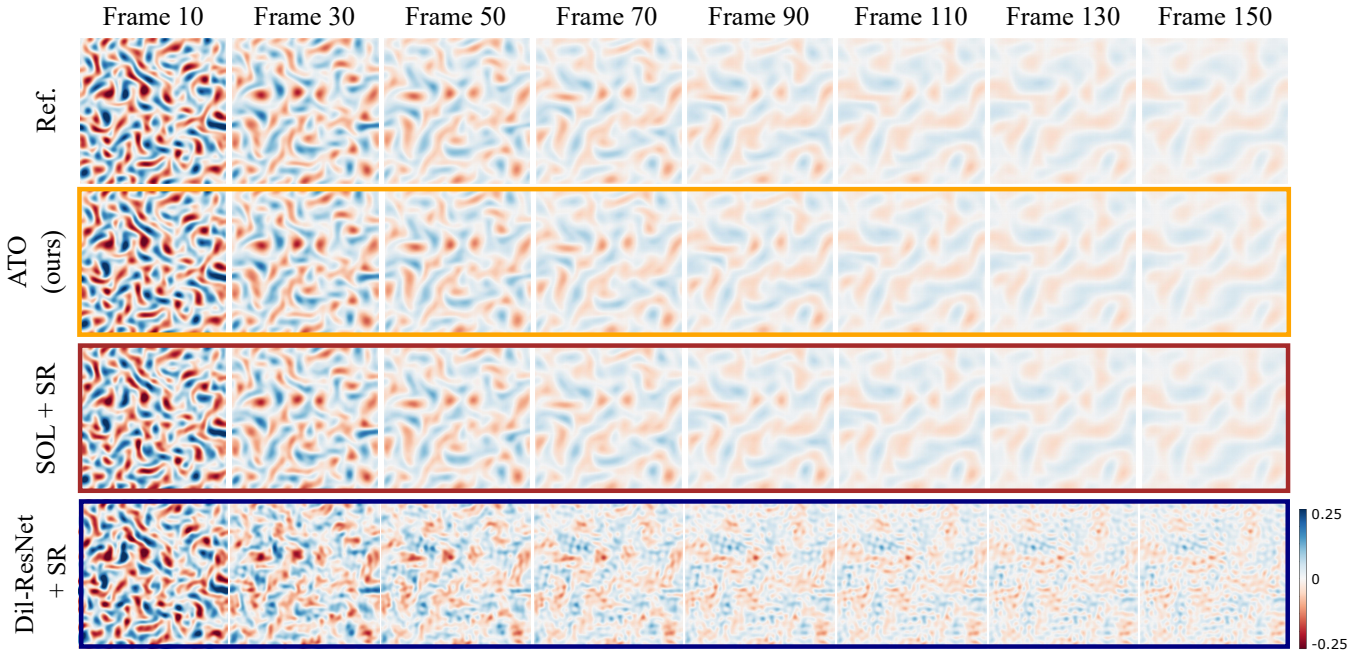 Frame 10 Frame 30 Frame 50 Frame 70 Frame 90 Frame 110 Frame 130 Frame 150
Ref.
ATO
(ours)
SOL + SR
Dil-ResNet
+ SR
0.25
0
-0.25